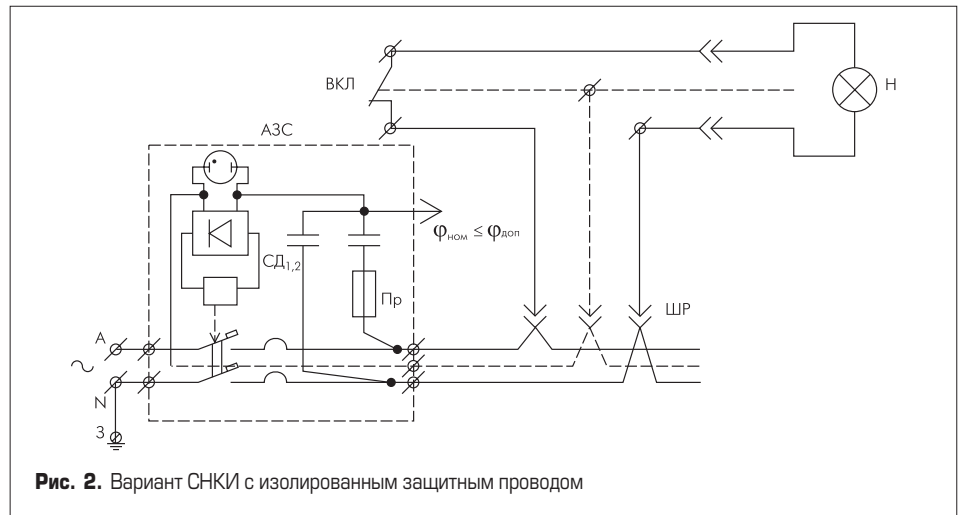 ВКЛ
Н
АЗС
φном ≤ φдоп
СД1,2
Пр
ШР
А
N
З
Рис. 2. Вариант СНКИ с изолированным защитным проводом